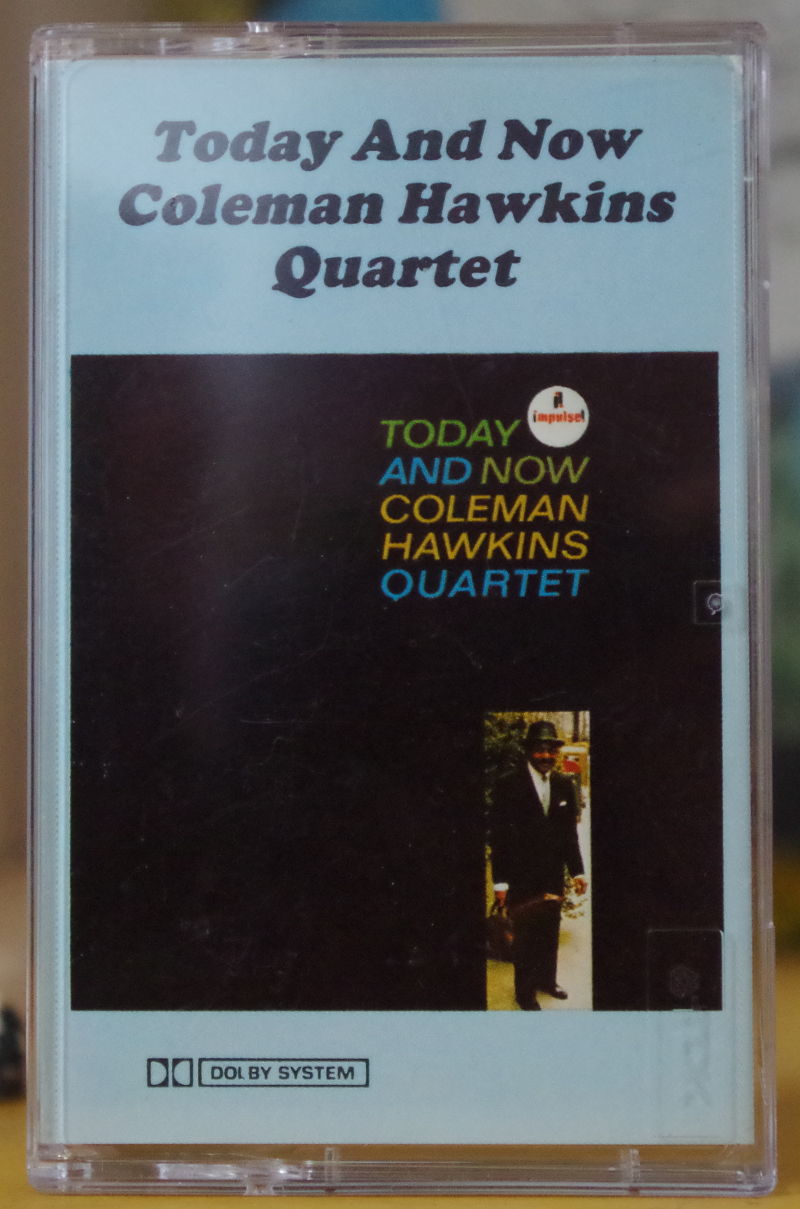 Today And Now
Coleman Hawkins
Quartet
impulse!
TODAY
AND NOW
COLEMAN
HAWKINS
QUARTET
DOLBY SYSTEM